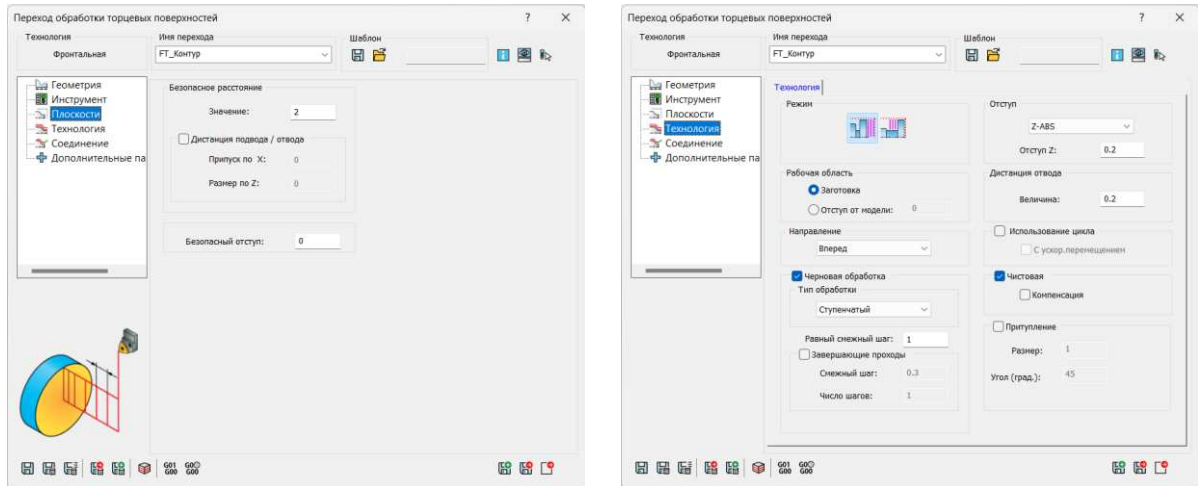 Переход обработки торцевых поверхностей
Технология
Фронтальная
Имя перехода
FT_Контур
Шаблон
Геометрия
Инструмент
Плоскости
Технология
Соединение
Дополнительные па
Безопасное расстояние
Значение: 2
Дистанция подвода / отвода
Припуск по X: 0
Размер по Z: 0
Безопасный отступ: 0
G01 G00
G00 G00
Переход обработки торцевых поверхностей
Технология
Фронтальная
Имя перехода
FT_Контур
Шаблон
Геометрия
Инструмент
Плоскости
Технология
Соединение
Дополнительные па
Технология
Режим
Рабочая область
Заготовка
Отступ от модели: 0
Направление
Вперед
Черновая обработка
Тип обработки
Ступенчатый
Равный смежный шаг: 1
Завершающие проходы
Смежный шаг: 0.3
Число шагов: 1
Отступ
Z-ABS
Отступ Z: 0.2
Дистанция отвода
Величина: 0.2
Использование цикла
С ускор.перемещением
Чистовая
Компенсация
Притупление
Размер: 1
Угол (град.): 45
G01 G00
G00 G00